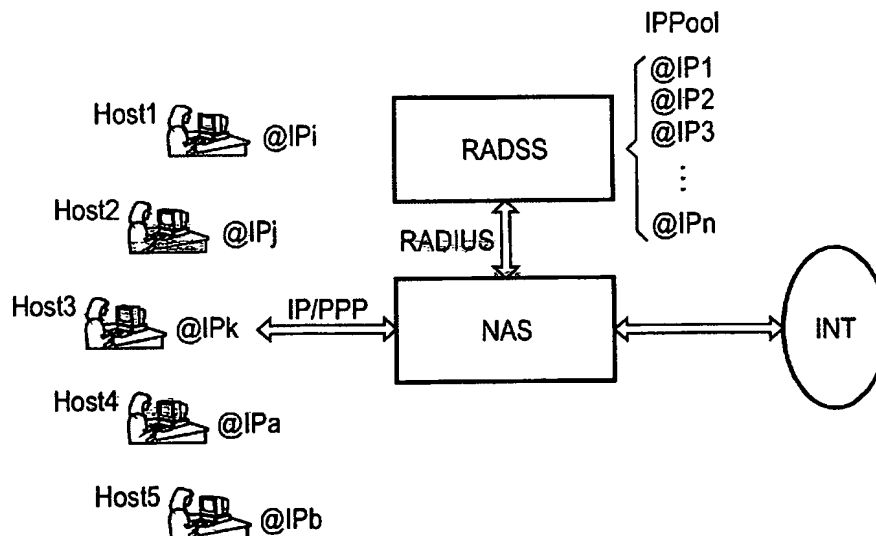 IPPool
@IP1
@IP2
@IP3
⋮
@IPn
Host1
@IPi
RADSS
Host2
@IPj
RADIUS
Host3
@IPk
IP/PPP
NAS
INT
Host4
@IPa
Host5
@IPb